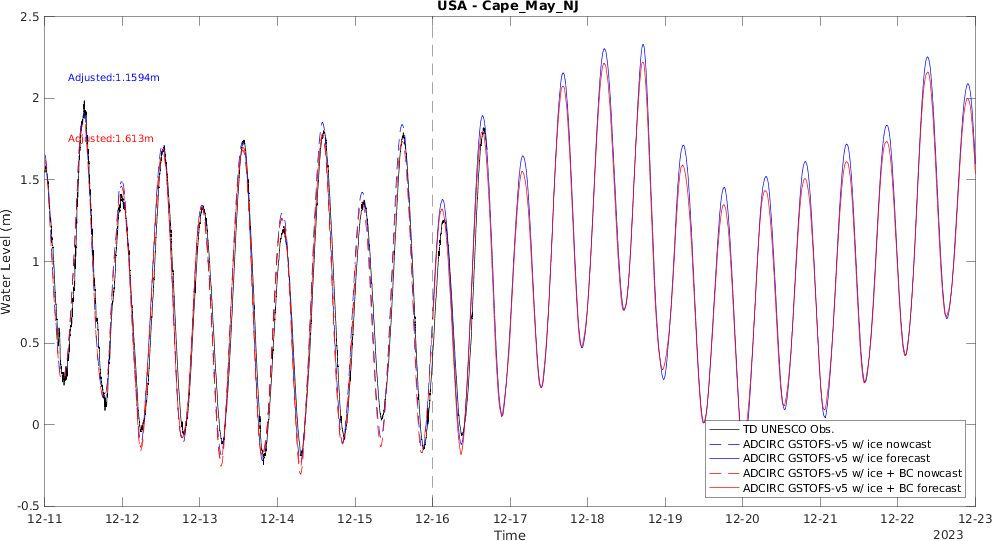 USA - Cape_May_NJ
2.5
2
1.5
1
0.5
0
-0.5
Water Level (m)
Adjusted:1.1594m
Adjusted:1.613m
TD UNESCO Obs.
ADCIRC GSTOFS-v5 w/ ice nowcast
ADCIRC GSTOFS-v5 w/ ice forecast
ADCIRC GSTOFS-v5 w/ ice + BC nowcast
ADCIRC GSTOFS-v5 w/ ice + BC forecast
12-11 12-12 12-13 12-14 12-15 12-16 12-17 12-18 12-19 12-20 12-21 12-22 12-23
Time
2023